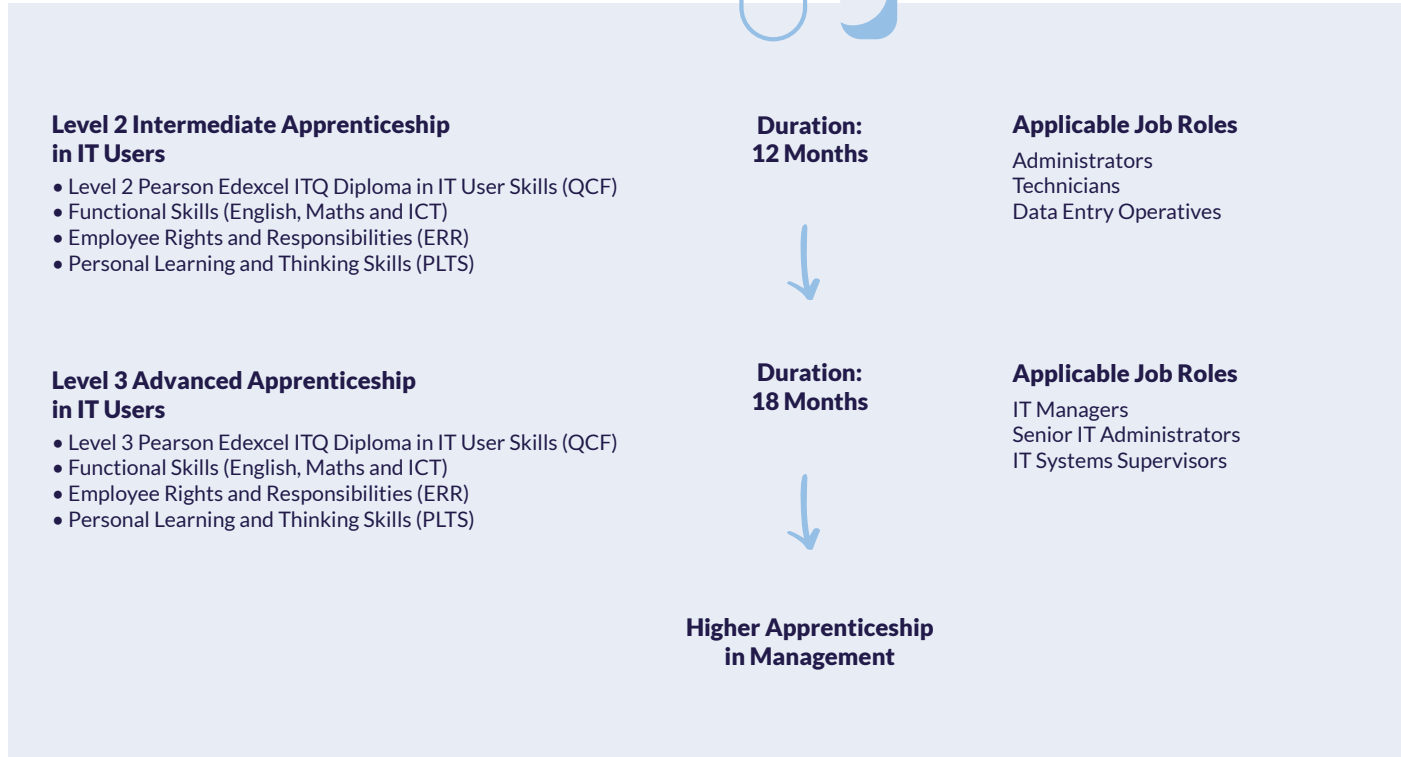 Level 2 Intermediate Apprenticeship
in IT Users
• Level 2 Pearson Edexcel ITQ Diploma in IT User Skills (QCF)
• Functional Skills (English, Maths and ICT)
• Employee Rights and Responsibilities (ERR)
• Personal Learning and Thinking Skills (PLTS)
Duration:
12 Months
Applicable Job Roles
Administrators
Technicians
Data Entry Operatives
Level 3 Advanced Apprenticeship
in IT Users
• Level 3 Pearson Edexcel ITQ Diploma in IT User Skills (QCF)
• Functional Skills (English, Maths and ICT)
• Employee Rights and Responsibilities (ERR)
• Personal Learning and Thinking Skills (PLTS)
Duration:
18 Months
Applicable Job Roles
IT Managers
Senior IT Administrators
IT Systems Supervisors
Higher Apprenticeship
in Management